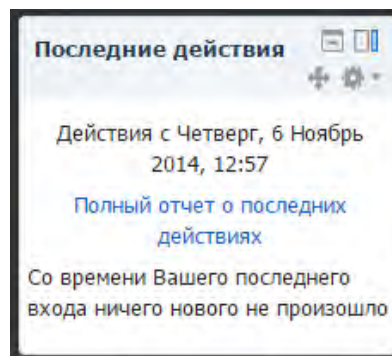 Последние действия
Действия с Четверг, 6 Ноябрь
2014, 12:57
Полный отчет о последних
действиях
Со времени Вашего последнего
входа ничего нового не произошло